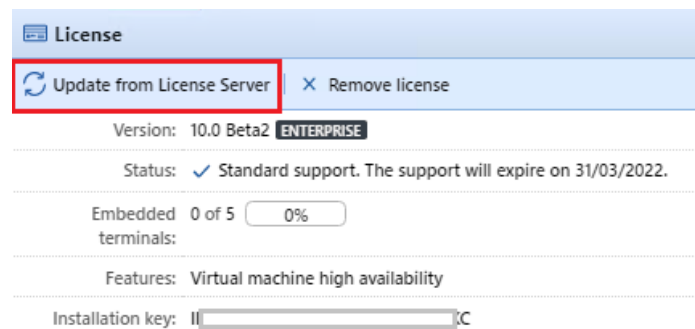 License
Update from License Server Remove license
Version: 10.0 Beta2 ENTERPRISE
Status: Standard support. The support will expire on 31/03/2022.
Embedded 0 of 5 0%
terminals:
Features: Virtual machine high availability
Installation key: